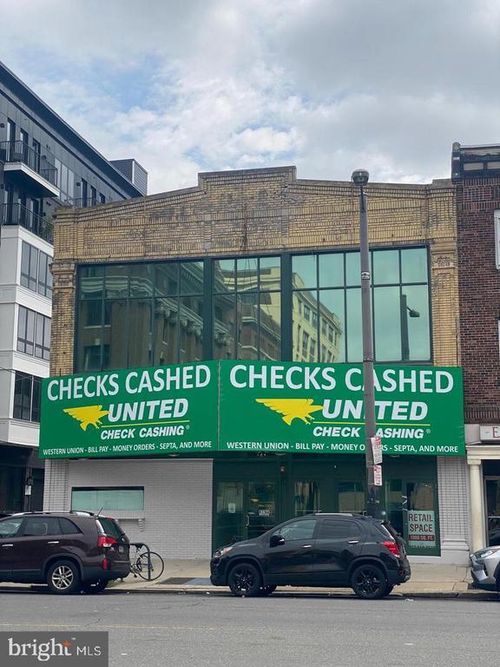 CHECKS CASHED
UNITED
CHECK CASHING
WESTERN UNION - BILL PAY - MONEY ORDERS - SEPTA, AND MORE
CHECKS CASHED
UNITED
CHECK CASHING
WESTERN UNION - BILL PAY - MONEY ORDERS - SEPTA, AND MORE
RETAIL
SPACE
bright MLS